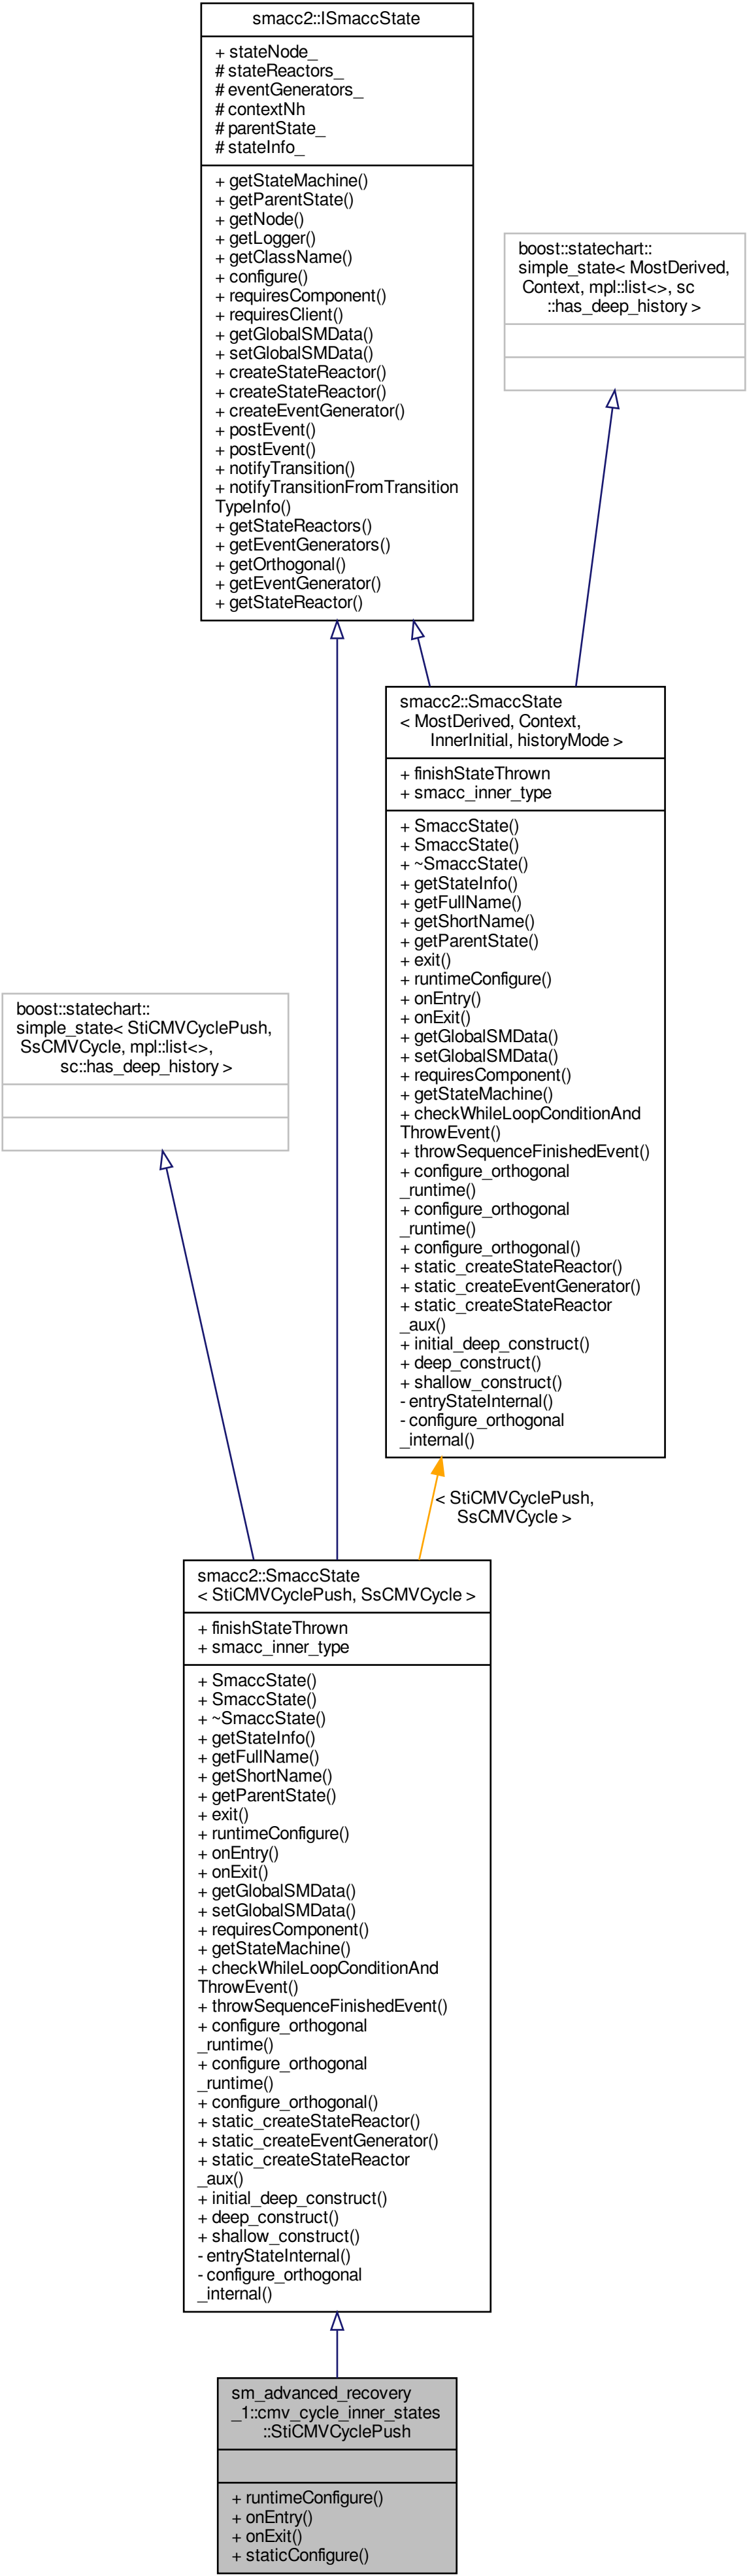 smacc2::ISmaccState
+ stateNode_
# stateReactors_
# eventGenerators_
# contextNh
# parentState_
# stateInfo_
+ getStateMachine()
+ getParentState()
+ getNode()
+ getLogger()
+ getClassName()
+ configure()
+ requiresComponent()
+ requiresClient()
+ getGlobalSMData()
+ setGlobalSMData()
+ createStateReactor()
+ createStateReactor()
+ createEventGenerator()
+ postEvent()
+ postEvent()
+ notifyTransition()
+ notifyTransitionFromTransition
TypeInfo()
+ getStateReactors()
+ getEventGenerators()
+ getOrthogonal()
+ getEventGenerator()
+ getStateReactor()
boost::statechart::
simple_state< MostDerived,
Context, mpl::list<>, sc
::has_deep_history >
smacc2::SmaccState
< MostDerived, Context,
InnerInitial, historyMode >
+ finishStateThrown
+ smacc_inner_type
+ SmaccState()
+ SmaccState()
+ ~SmaccState()
+ getStateInfo()
+ getFullName()
+ getShortName()
+ getParentState()
+ exit()
+ runtimeConfigure()
+ onEntry()
+ onExit()
+ getGlobalSMData()
+ setGlobalSMData()
+ requiresComponent()
+ getStateMachine()
+ checkWhileLoopConditionAnd
ThrowEvent()
+ throwSequenceFinishedEvent()
+ configure_orthogonal
_runtime()
+ configure_orthogonal
_runtime()
+ configure_orthogonal()
+ static_createStateReactor()
+ static_createEventGenerator()
+ static_createStateReactor
_aux()
+ initial_deep_construct()
+ deep_construct()
+ shallow_construct()
- entryStateInternal()
- configure_orthogonal
_internal()
boost::statechart::
simple_state< StiCMVCyclePush,
SsCMVCycle, mpl::list<>,
sc::has_deep_history >
< StiCMVCyclePush,
SsCMVCycle >
smacc2::SmaccState
< StiCMVCyclePush, SsCMVCycle >
+ finishStateThrown
+ smacc_inner_type
+ SmaccState()
+ SmaccState()
+ ~SmaccState()
+ getStateInfo()
+ getFullName()
+ getShortName()
+ getParentState()
+ exit()
+ runtimeConfigure()
+ onEntry()
+ onExit()
+ getGlobalSMData()
+ setGlobalSMData()
+ requiresComponent()
+ getStateMachine()
+ checkWhileLoopConditionAnd
ThrowEvent()
+ throwSequenceFinishedEvent()
+ configure_orthogonal
_runtime()
+ configure_orthogonal
_runtime()
+ configure_orthogonal()
+ static_createStateReactor()
+ static_createEventGenerator()
+ static_createStateReactor
_aux()
+ initial_deep_construct()
+ deep_construct()
+ shallow_construct()
- entryStateInternal()
- configure_orthogonal
_internal()
sm_advanced_recovery
_1::cmv_cycle_inner_states
::StiCMVCyclePush
+ runtimeConfigure()
+ onEntry()
+ onExit()
+ staticConfigure()